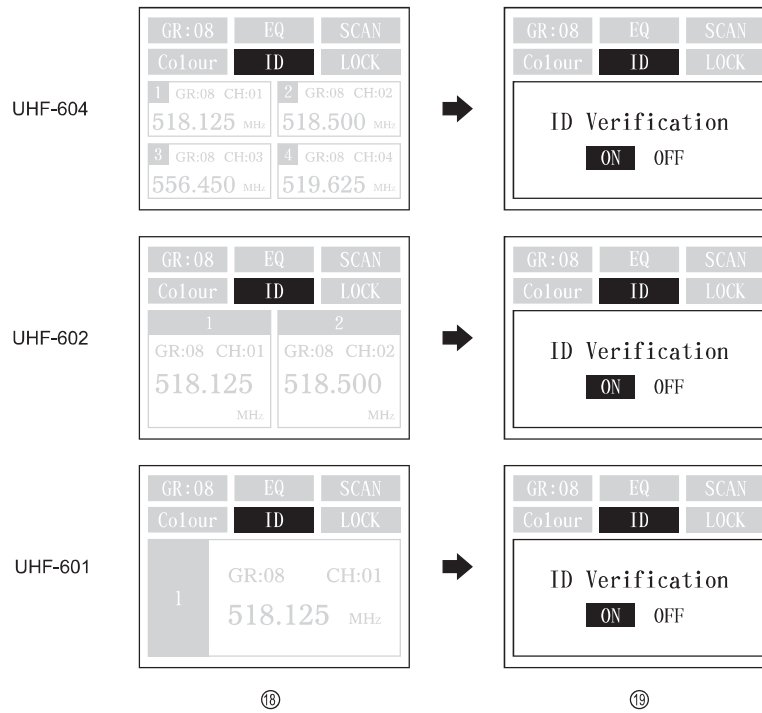 GR:08 EQ SCAN
Colour ID LOCK
1 GR:08 CH:01 2 GR:08 CH:02
518.125 MHz 518.500 MHz
3 GR:08 CH:03 4 GR:08 CH:04
556.450 MHz 519.625 MHz
UHF-604
GR:08 EQ SCAN
Colour ID LOCK
ID Verification
ON OFF
GR:08 EQ SCAN
Colour ID LOCK
1 2
GR:08 CH:01 GR:08 CH:02
518.125 518.500
MHz MHz
UHF-602
GR:08 EQ SCAN
Colour ID LOCK
ID Verification
ON OFF
GR:08 EQ SCAN
Colour ID LOCK
GR:08 CH:01
1
518.125 MHz
UHF-601
GR:08 EQ SCAN
Colour ID LOCK
ID Verification
ON OFF
⑱ ⑲